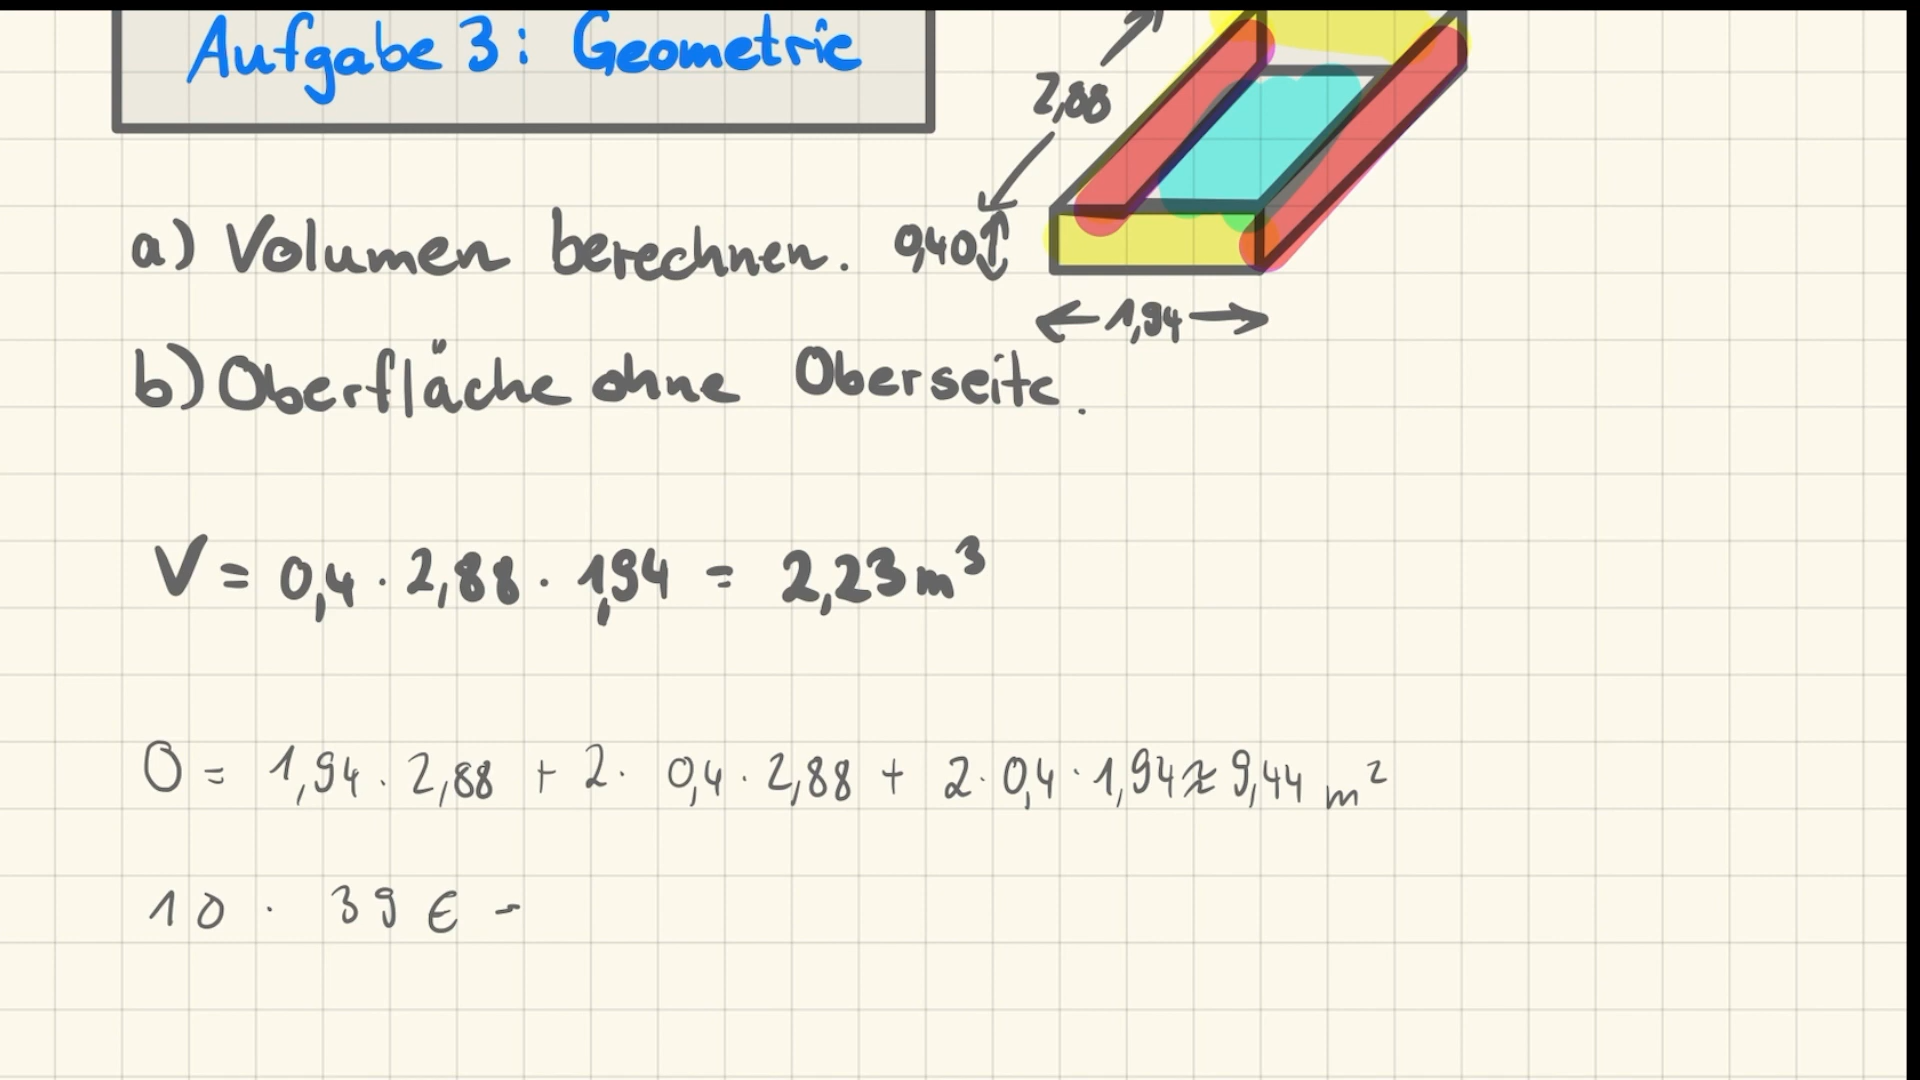 Aufgabe 3: Geometrie
2,88
a) Volumen berechnen.
0,40
1,94
b) Oberfläche ohne Oberseite.
V = 0,4 · 2,88 · 1,94 = 2,23 m³
O = 1,94 · 2,88 + 2 · 0,4 · 2,88 + 2 · 0,4 · 1,94 ≈ 9,44 m²
10 · 39 € -